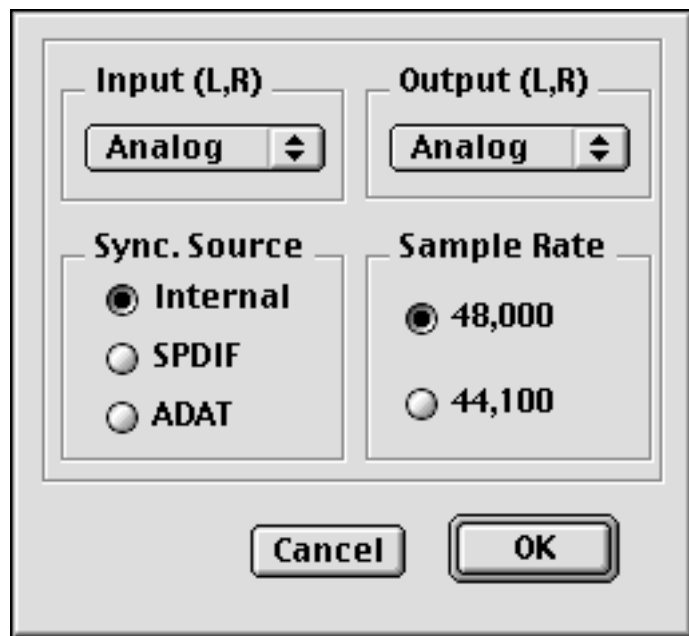 Input (L,R)
Analog
Output (L,R)
Analog
Sync. Source
Internal
SPDIF
ADAT
Sample Rate
48,000
44,100
Cancel
OK